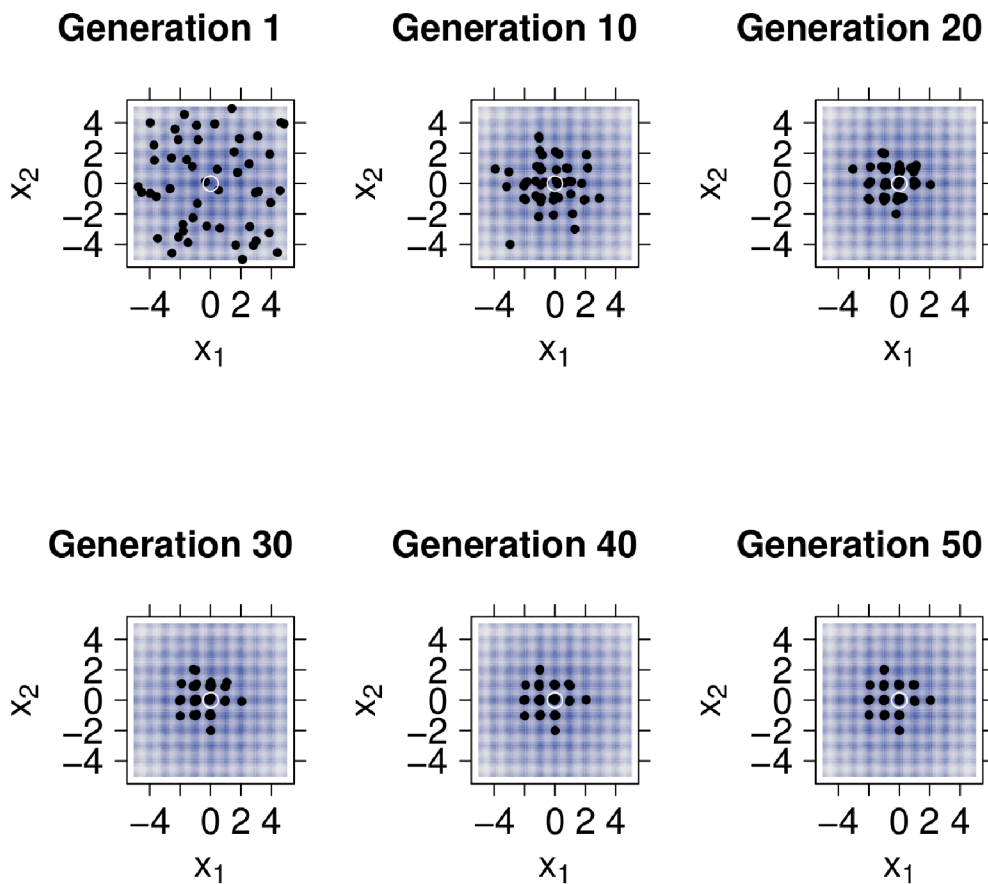 Generation 1 Generation 10 Generation 20
4 4 4
2 2 2
x2 0 x2 0 x2 0
−2 −2 −2
−4 −4 −4
−4 0 2 4 −4 0 2 4 −4 0 2 4
x1 x1 x1
Generation 30 Generation 40 Generation 50
4 4 4
2 2 2
x2 0 x2 0 x2 0
−2 −2 −2
−4 −4 −4
−4 0 2 4 −4 0 2 4 −4 0 2 4
x1 x1 x1